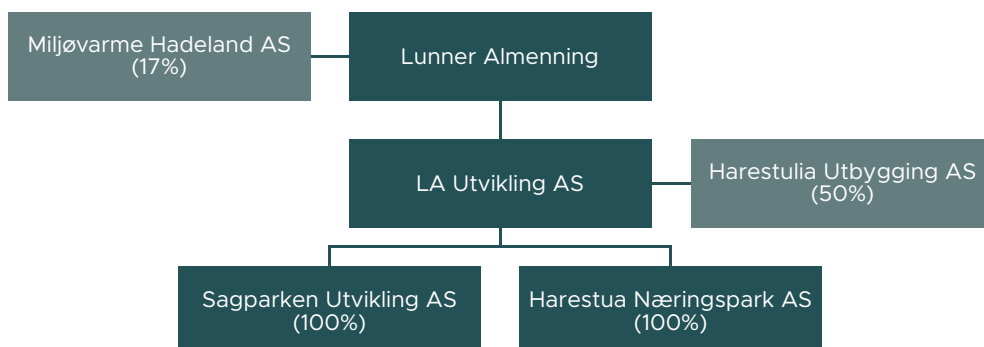 Miljøvarme Hadeland AS
(17%)
Lunner Almenning
LA Utvikling AS
Harestulia Utbygging AS
(50%)
Sagparken Utvikling AS
(100%)
Harestua Næringspark AS
(100%)